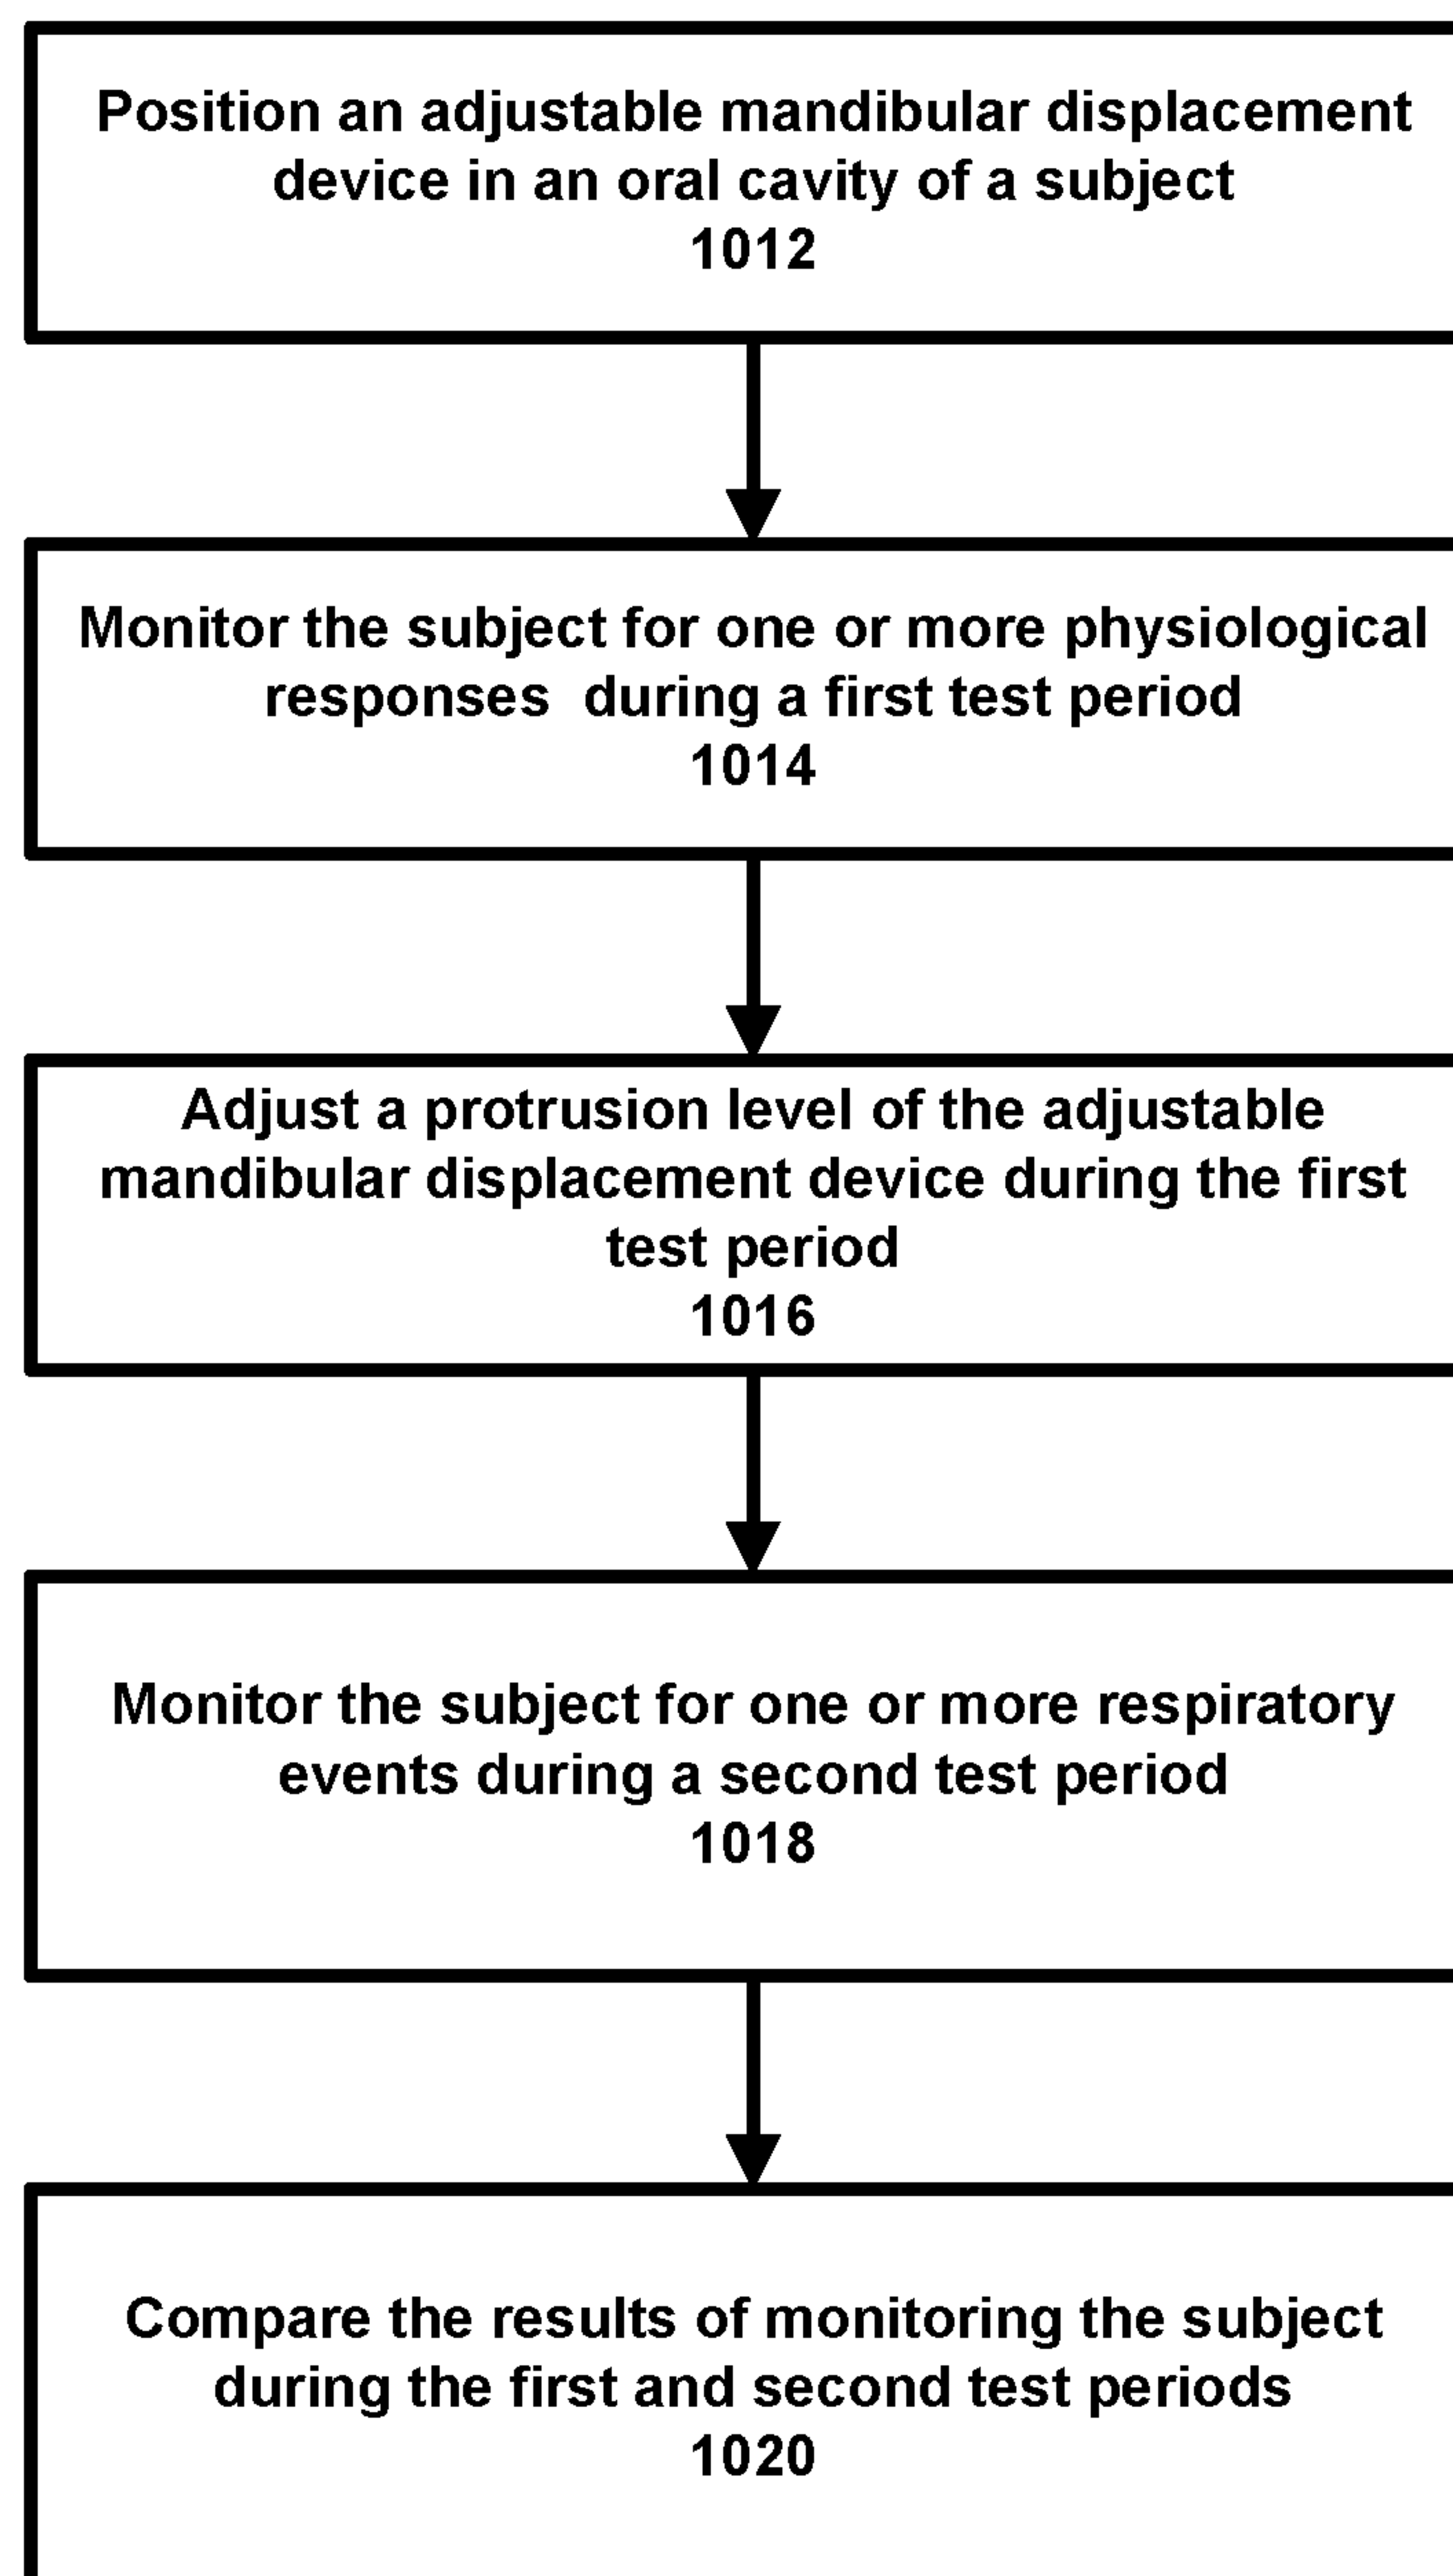 Position an adjustable mandibular displacement
device in an oral cavity of a subject
1012
Monitor the subject for one or more physiological
responses  during a first test period
1014
Adjust a protrusion level of the adjustable
mandibular displacement device during the first
test period
1016
Monitor the subject for one or more respiratory
events during a second test period
1018
Compare the results of monitoring the subject
during the first and second test periods
1020